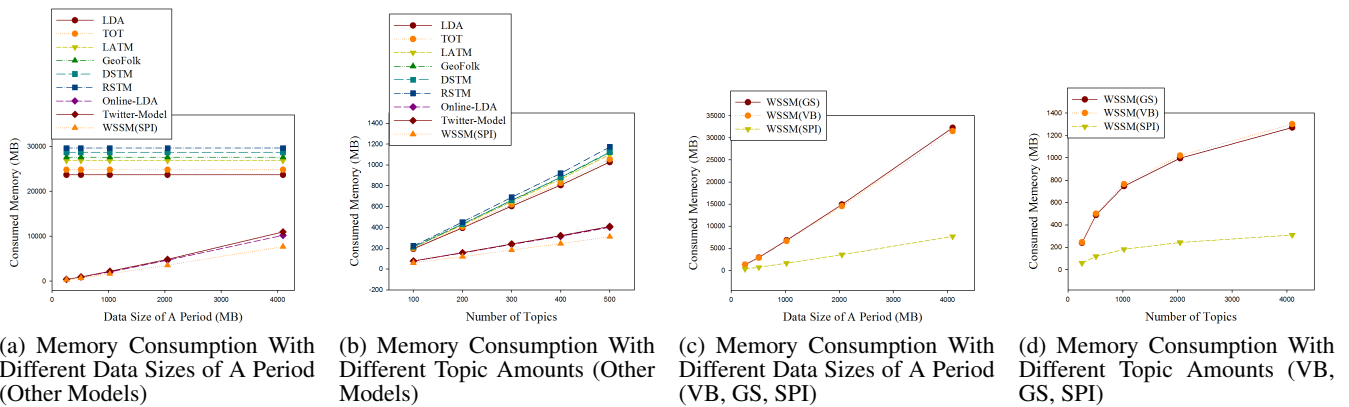 LDA
TOT
LATM
GeoFolk
DSTM
RSTM
Online-LDA
Twitter-Model
WSSM(SPI)
Consumed Memory (MB)
30000
20000
10000
0
0
1000
2000
3000
4000
Data Size of A Period (MB)
(a) Memory Consumption With
Different Data Sizes of A Period
(Other Models)
LDA
TOT
LATM
GeoFolk
DSTM
RSTM
Online-LDA
Twitter-Model
WSSM(SPI)
Consumed Memory (MB)
1400
1200
1000
800
600
400
200
0
-200
100
200
300
400
500
Number of Topics
(b) Memory Consumption With
Different Topic Amounts (Other
Models)
WSSM(GS)
WSSM(VB)
WSSM(SPI)
Consumed Memory (MB)
35000
30000
25000
20000
15000
10000
5000
0
0
1000
2000
3000
4000
Data Size of A Period (MB)
(c) Memory Consumption With
Different Data Sizes of A Period
(VB, GS, SPI)
WSSM(GS)
WSSM(VB)
WSSM(SPI)
Consumed Memory (MB)
1400
1200
1000
800
600
400
200
0
0
1000
2000
3000
4000
Number of Topics
(d) Memory Consumption With
Different Topic Amounts (VB,
GS, SPI)